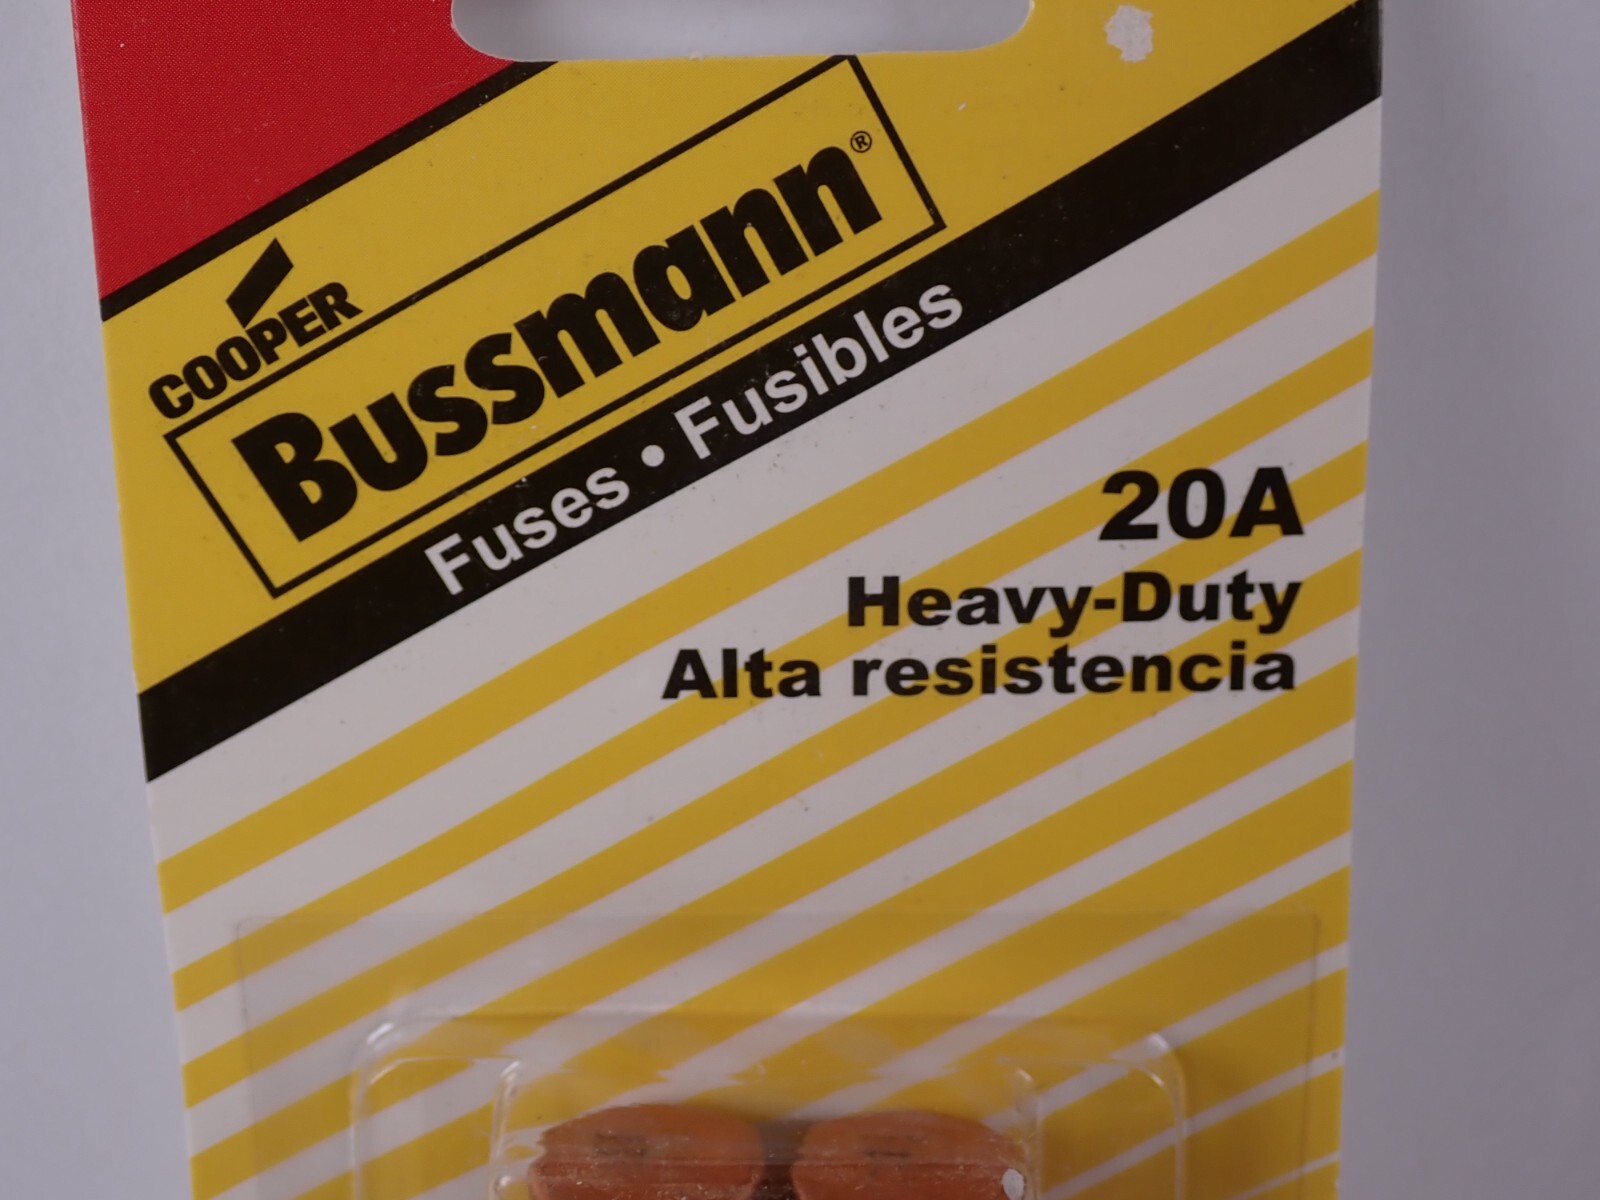 COOPER
Bussmann®
Fuses • Fusibles
20A
Heavy-Duty
Alta resistencia